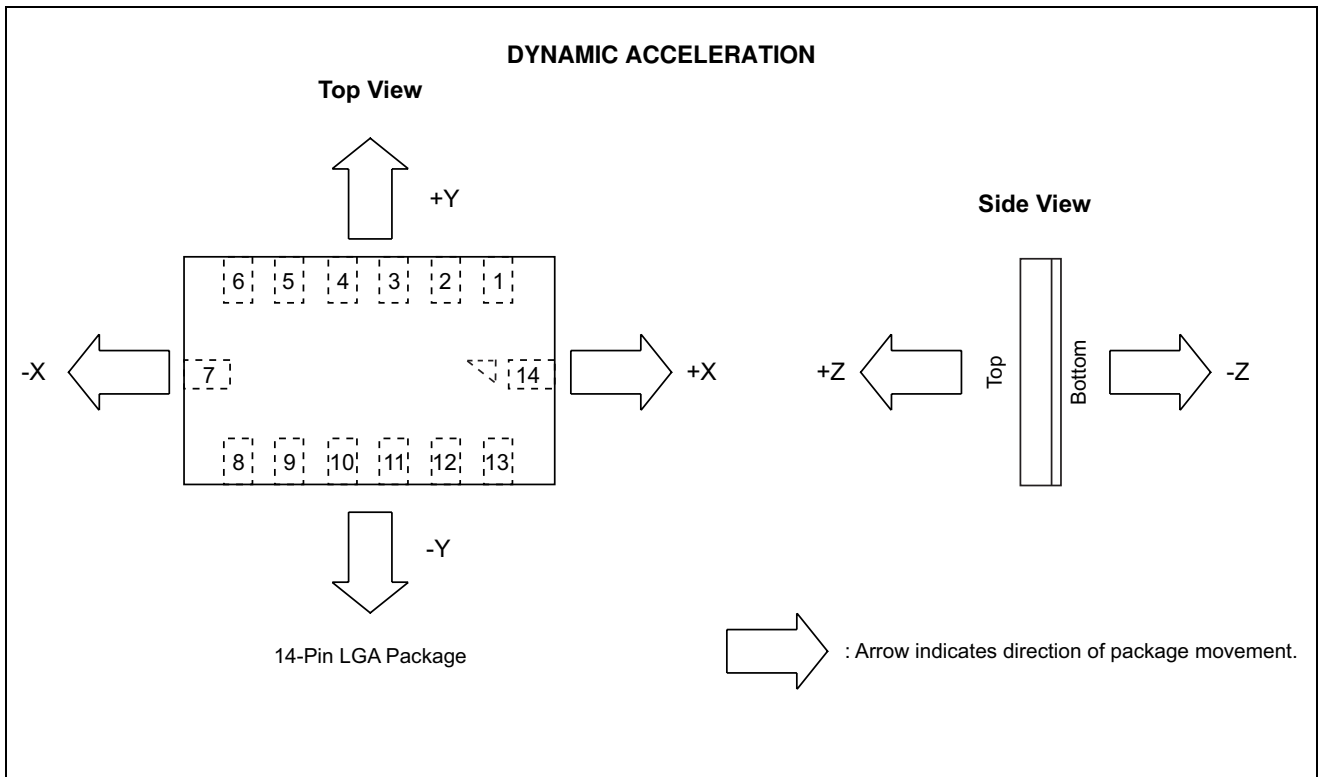 DYNAMIC ACCELERATION
Top View
+Y
Side View
6 5 4 3 2 1
-X
7
14
+X
+Z
Top
Bottom
-Z
8 9 10 11 12 13
-Y
14-Pin LGA Package
: Arrow indicates direction of package movement.